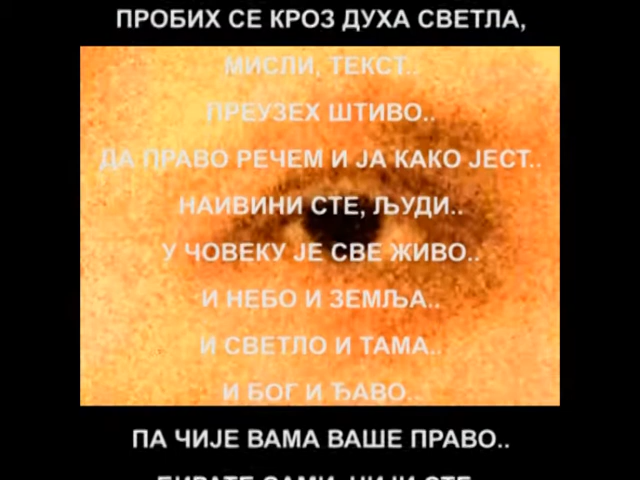 ПРОБИХ СЕ КРОЗ ДУХА СВЕТЛА,
МИСЛИ, ТЕКСТ..
ПРЕУЗЕХ ШТИВО..
ДА ПРАВО РЕЧЕМ И ЈА КАКО ЈЕСТ..
НАИВИНИ СТЕ, ЉУДИ..
У ЧОВЕКУ ЈЕ СВЕ ЖИВО..
И НЕБО И ЗЕМЉА..
И СВЕТЛО И ТАМА..
И БОГ И ЂАВО..
ПА ЧИЈЕ ВАМА ВАШЕ ПРАВО..